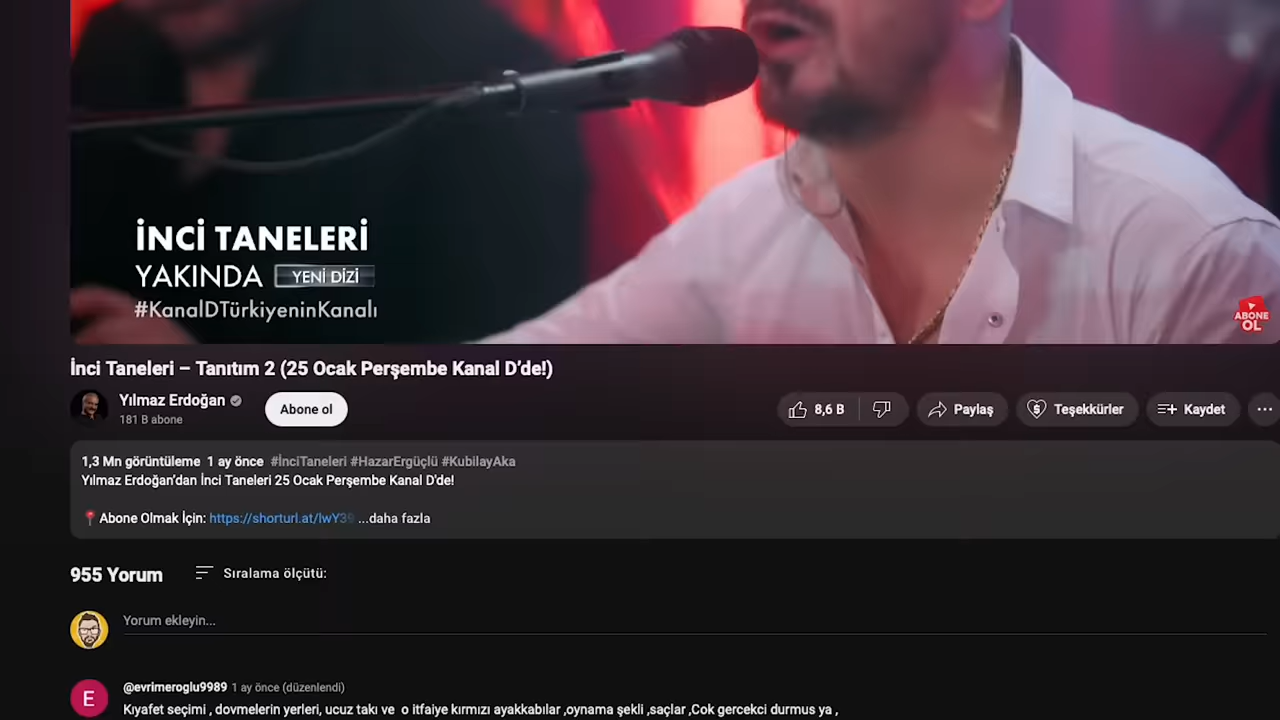 İNCİ TANELERİ
YAKINDA YENİ DİZİ
#KanalDTürkiyeninKanalı
ABONE
OL
İnci Taneleri – Tanıtım 2 (25 Ocak Perşembe Kanal D’de!)
Yılmaz Erdoğan
181 B abone
Abone ol
8,6 B
Paylaş
Teşekkürler
Kaydet
1,3 Mn görüntüleme 1 ay önce #İnciTaneleri #HazarErgüçlü #KubilayAka
Yılmaz Erdoğan’dan İnci Taneleri 25 Ocak Perşembe Kanal D'de!
Abone Olmak İçin: https://shorturl.at/lwY39 ...daha fazla
955 Yorum Sıralama ölçütü:
Yorum ekleyin...
E
@evrimeroglu9989 1 ay önce (düzenlendi)
Kıyafet seçimi , dovmelerin yerleri, ucuz takı ve o itfaiye kırmızı ayakkabılar ,oynama şekli ,saçlar ,Cok gercekci durmus ya ,